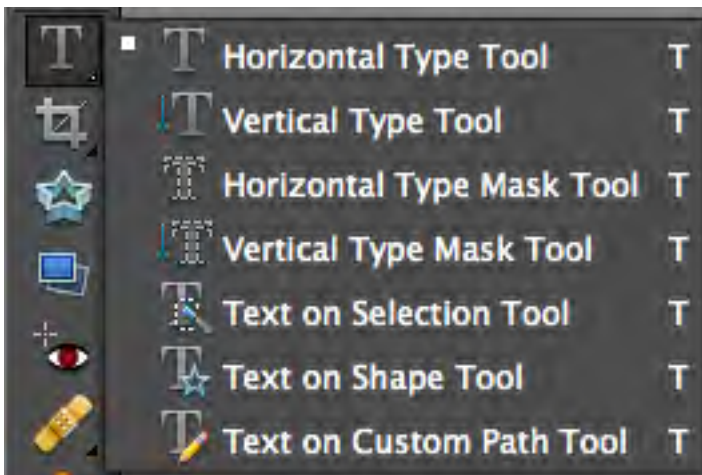 Horizontal Type Tool T
Vertical Type Tool T
Horizontal Type Mask Tool T
Vertical Type Mask Tool T
Text on Selection Tool T
Text on Shape Tool T
Text on Custom Path Tool T